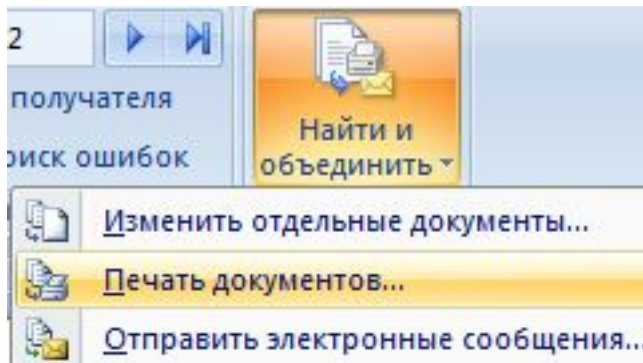 2
получателя
оиск ошибок
Найти и
объединить
Изменить отдельные документы...
Печать документов...
Отправить электронные сообщения...